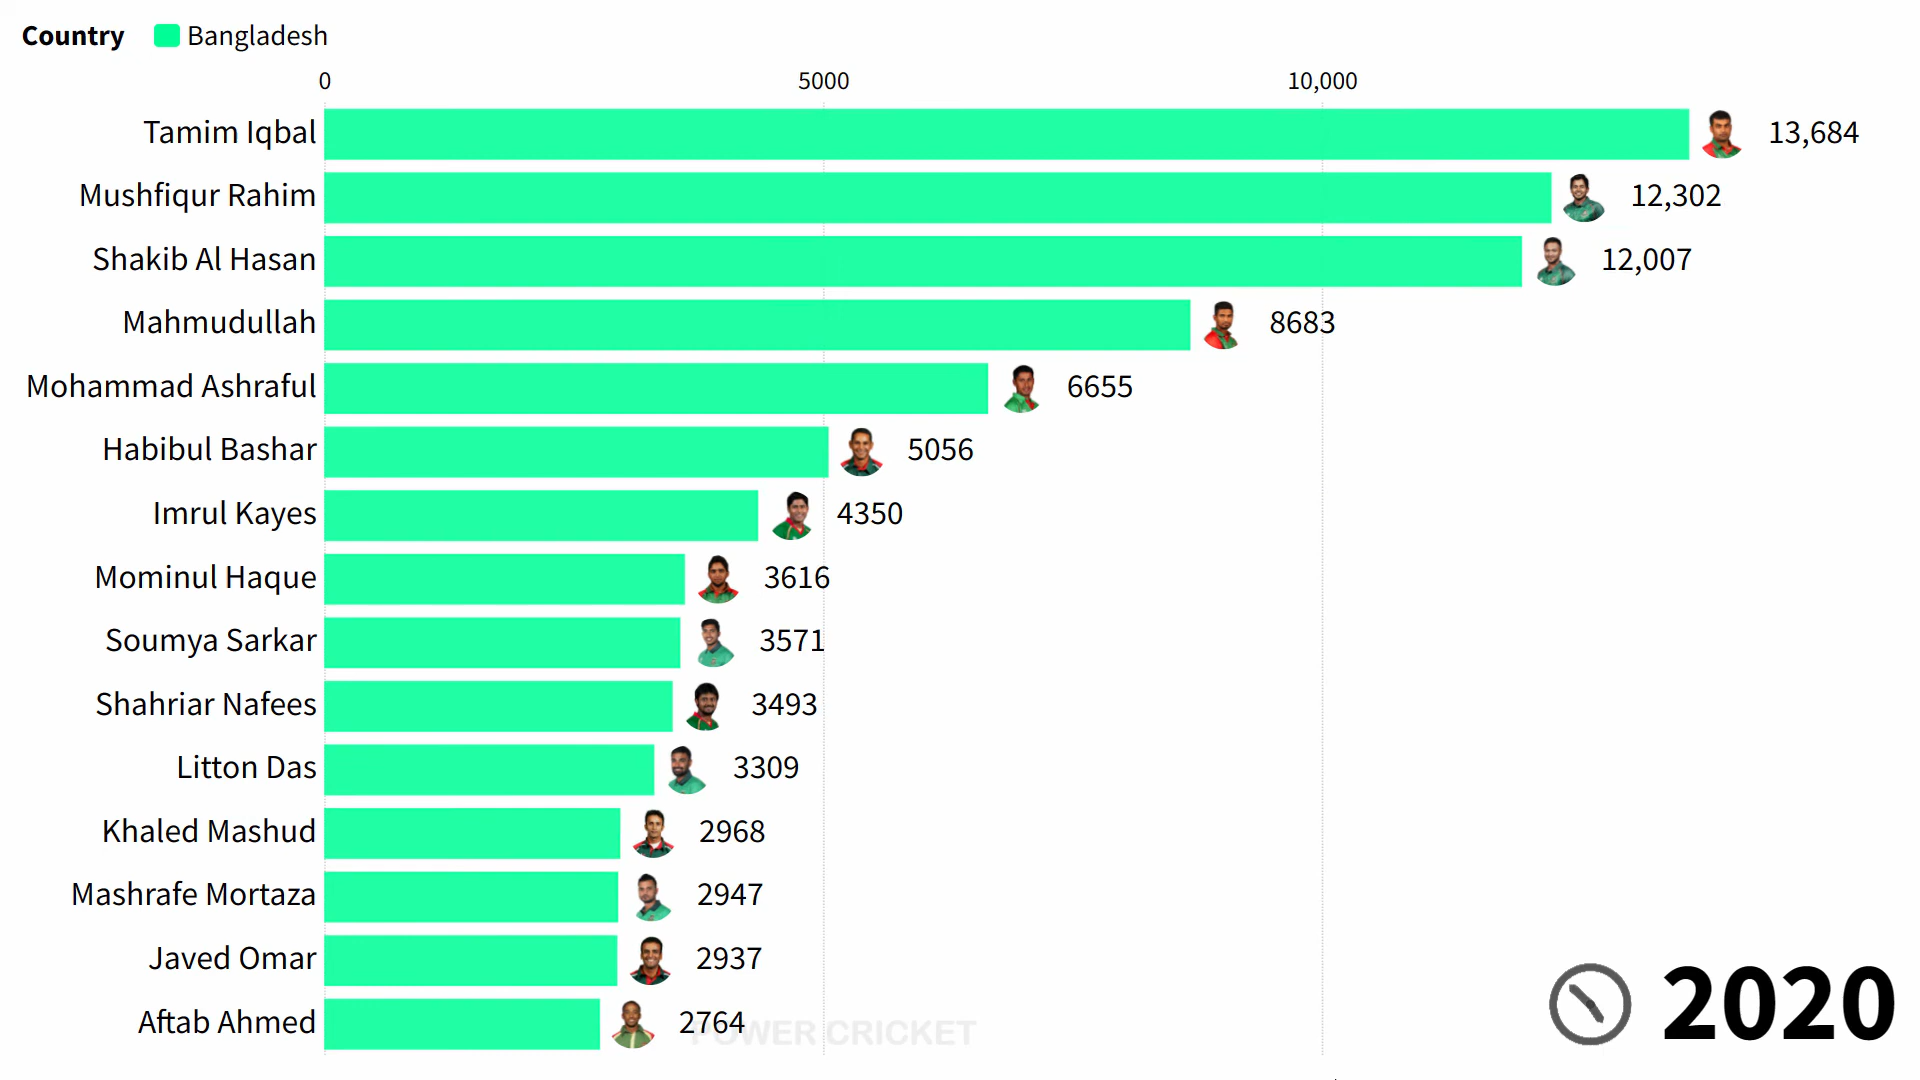 Country Bangladesh
0 5000 10,000
Tamim Iqbal 13,684
Mushfiqur Rahim 12,302
Shakib Al Hasan 12,007
Mahmudullah 8683
Mohammad Ashraful 6655
Habibul Bashar 5056
Imrul Kayes 4350
Mominul Haque 3616
Soumya Sarkar 3571
Shahriar Nafees 3493
Litton Das 3309
Khaled Mashud 2968
Mashrafe Mortaza 2947
Javed Omar 2937
Aftab Ahmed 2764
POWER CRICKET
2020